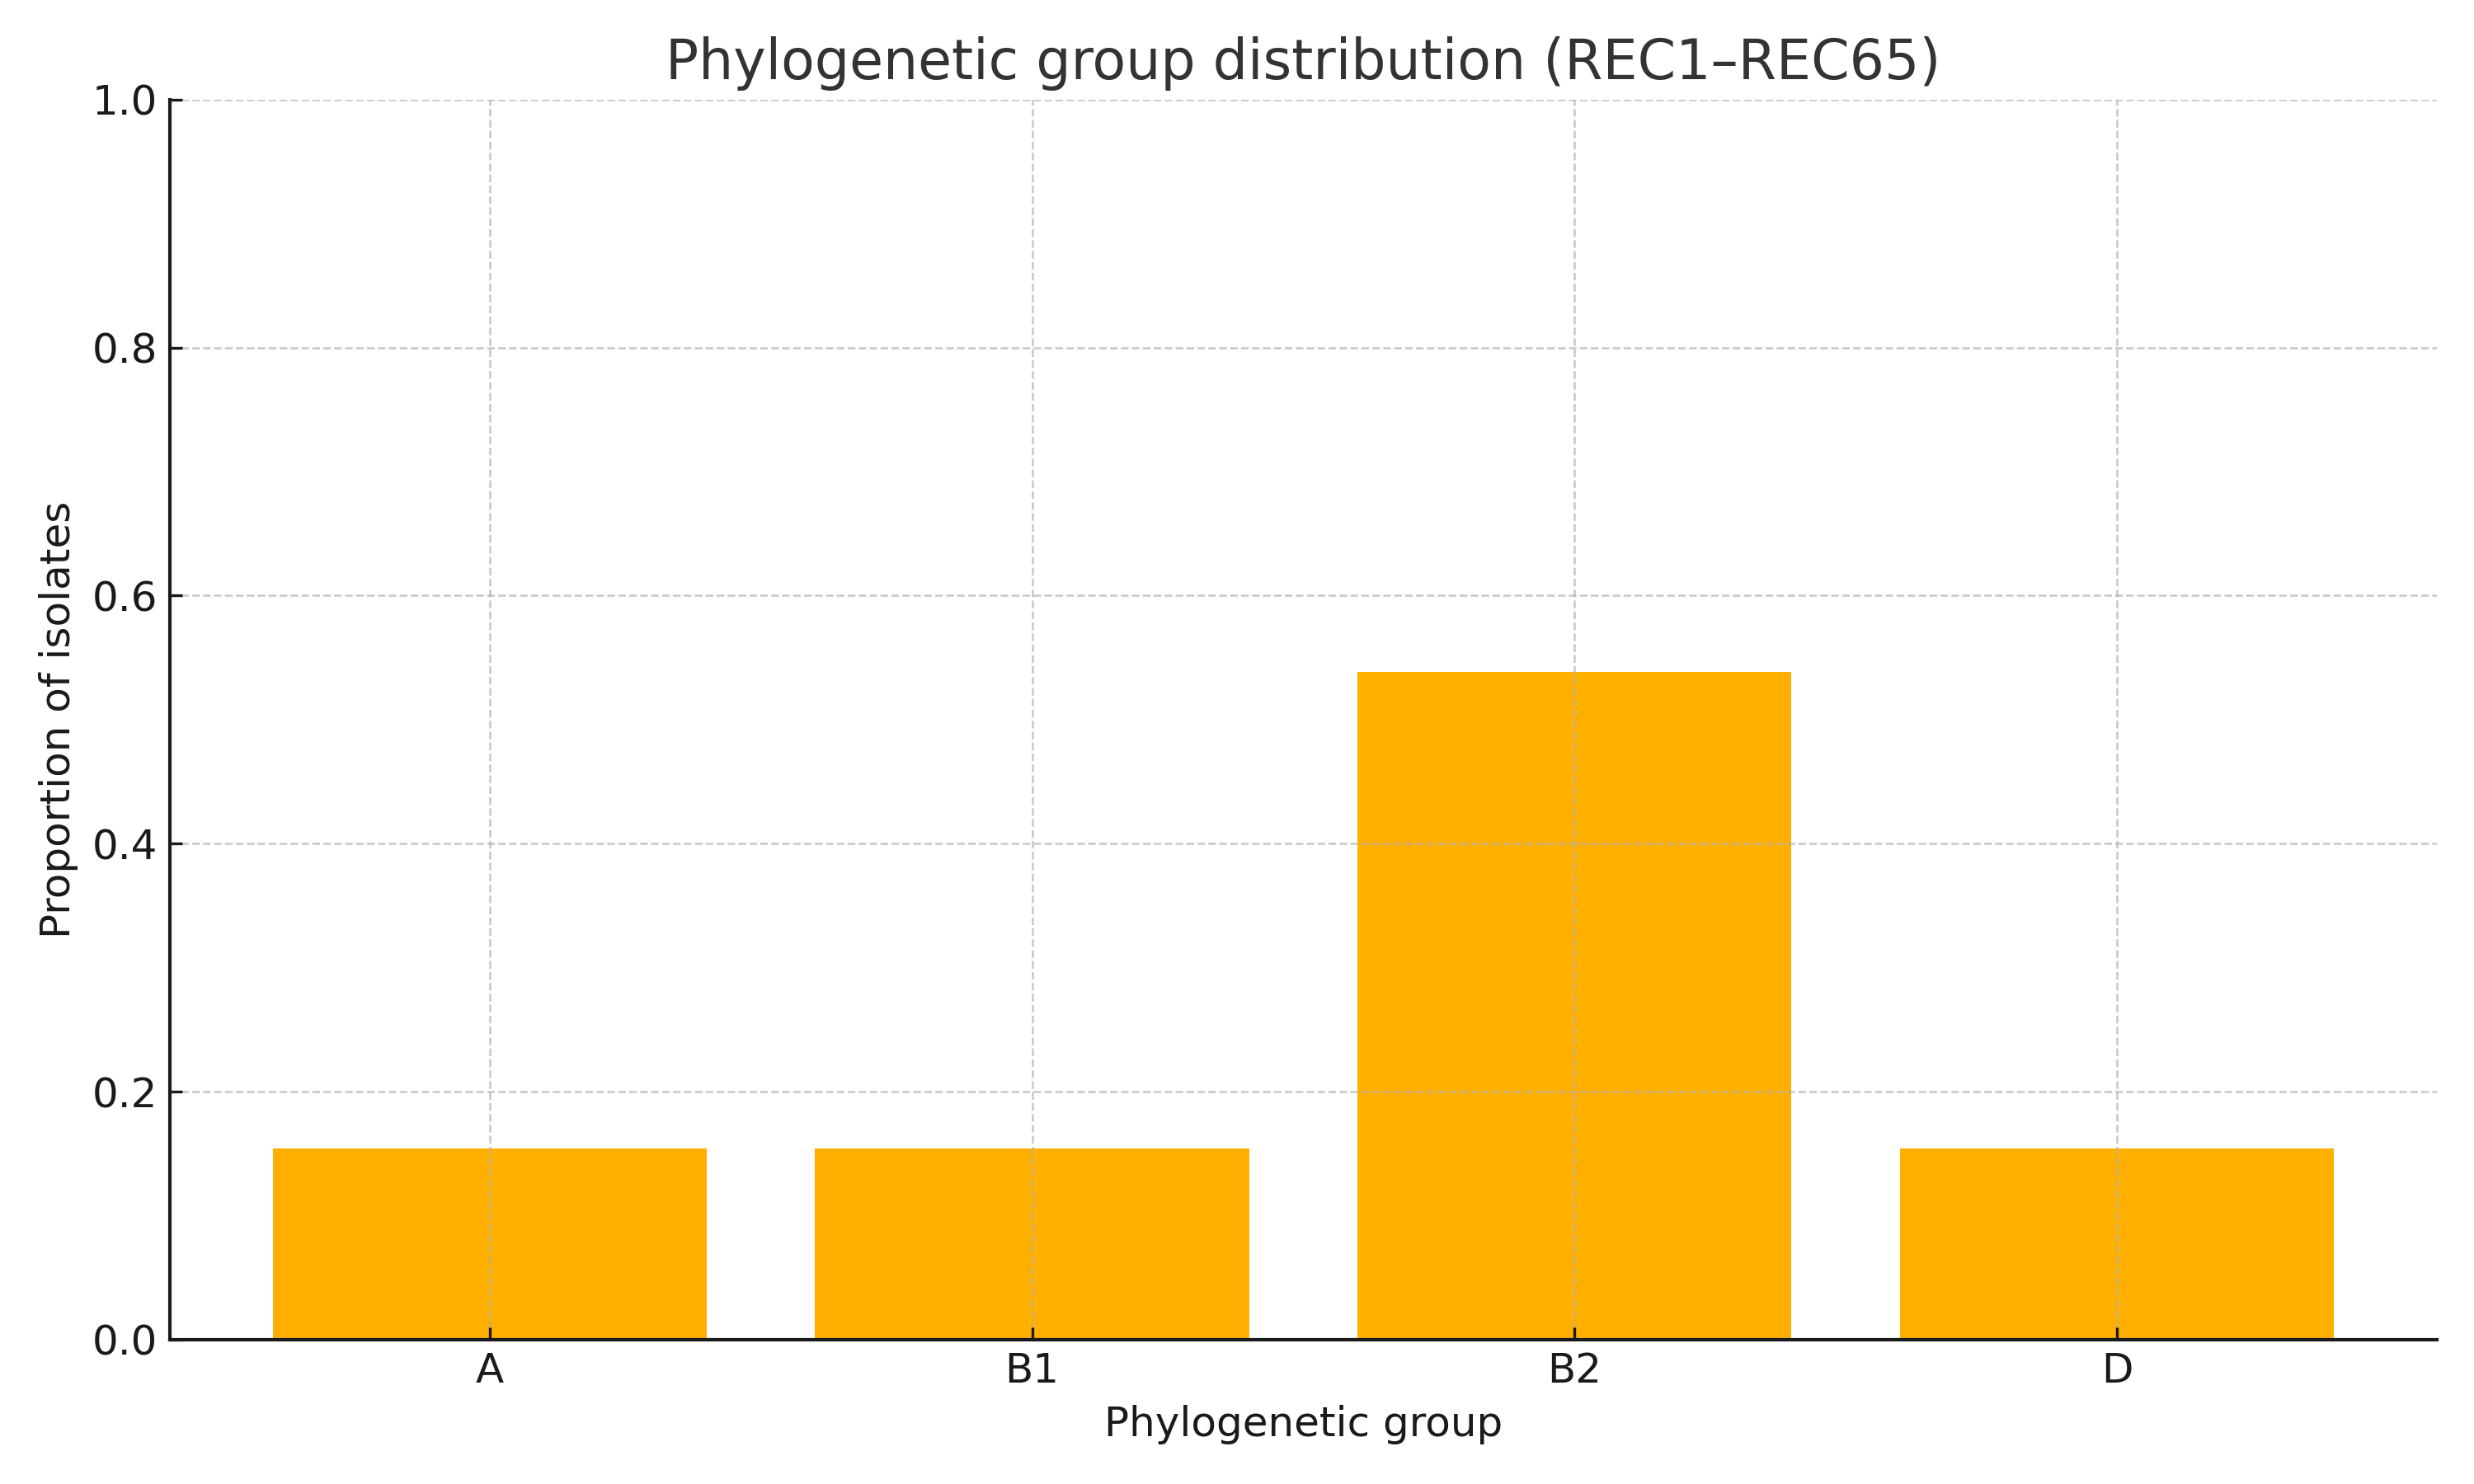 Phylogenetic group distribution (REC1–REC65)
1.0
0.8
0.6
0.4
0.2
0.0
Proportion of isolates
A B1 B2 D
Phylogenetic group